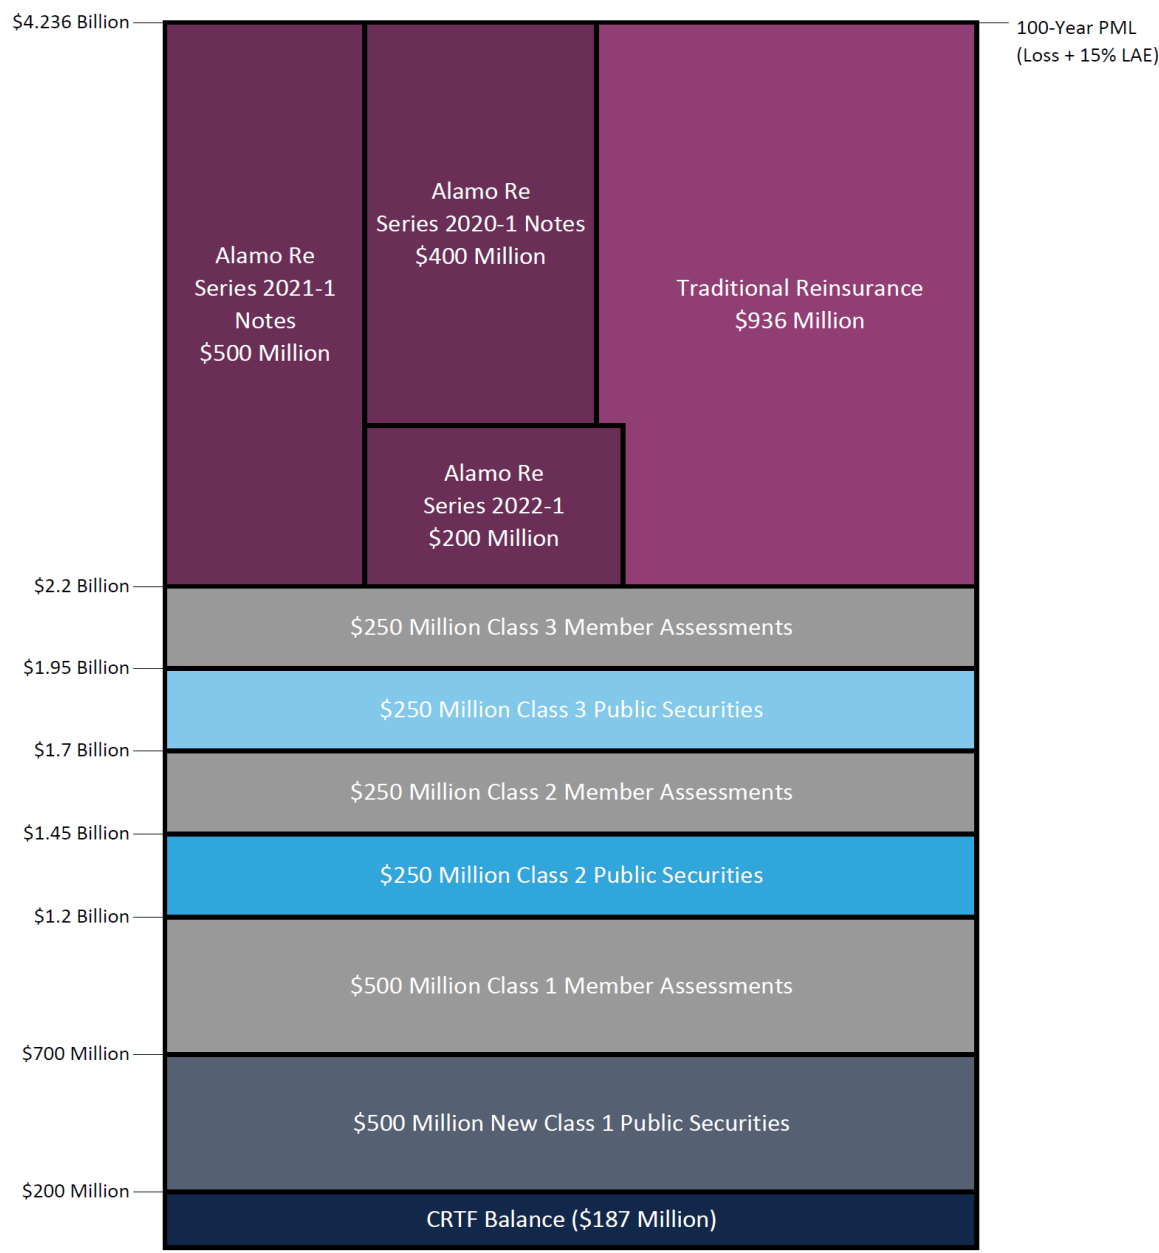 $4.236 Billion
100-Year PML
(Loss + 15% LAE)
Alamo Re
Series 2021-1
Notes
$500 Million
Alamo Re
Series 2020-1 Notes
$400 Million
Traditional Reinsurance
$936 Million
Alamo Re
Series 2022-1
$200 Million
$2.2 Billion
$250 Million Class 3 Member Assessments
$1.95 Billion
$250 Million Class 3 Public Securities
$1.7 Billion
$250 Million Class 2 Member Assessments
$1.45 Billion
$250 Million Class 2 Public Securities
$1.2 Billion
$500 Million Class 1 Member Assessments
$700 Million
$500 Million New Class 1 Public Securities
$200 Million
CRTF Balance ($187 Million)